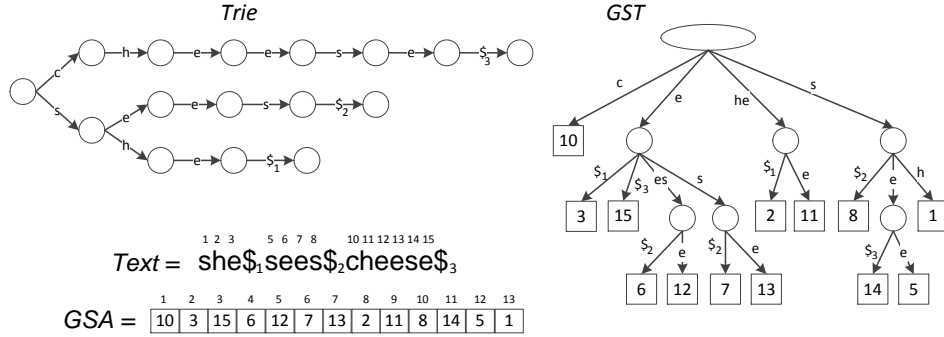 Trie
GST
c h e e s e $3
s e e s $2
h e $1
c e he s
10
$1 $3 es s $1 e $2 e h
3 15 2 11 8 1
$2 e $2 e $3 e
6 12 7 13 14 5
1 2 3 5 6 7 8 10 11 12 13 14 15
Text = she$1sees$2cheese$3
1 2 3 4 5 6 7 8 9 10 11 12 13
GSA = 10 3 15 6 12 7 13 2 11 8 14 5 1